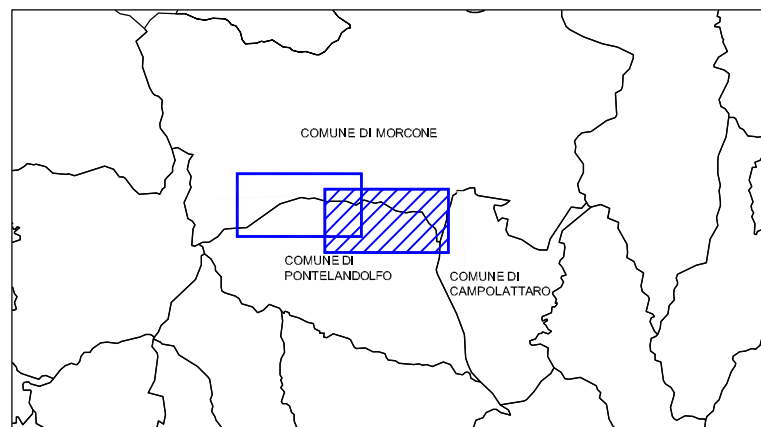 COMUNE DI MORCONE
COMUNE DI
PONTELANDOLFO
COMUNE DI
CAMPOLATTARO